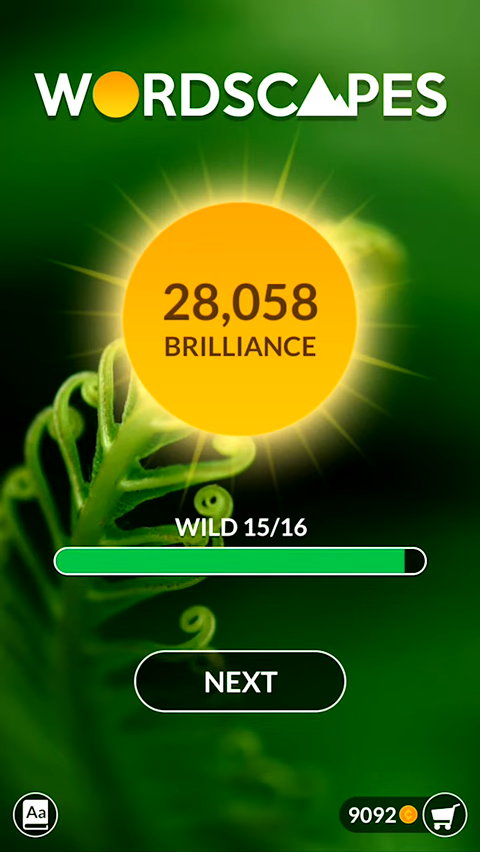 WORDSCAPES
28,058
BRILLIANCE
WILD 15/16
NEXT
Aa
9092